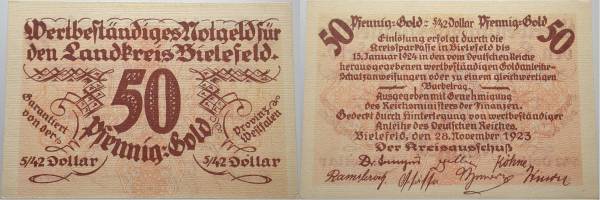 Wertbeständiges Notgeld für
den Landkreis Bielefeld.
Garantiert
von der
50
Pfennig-Gold
Provinz
Westfalen
5/42 Dollar
5/42 Dollar
50 Pfennig-Gold = 5/42 Dollar Pfennig-Gold 50
Einlösung erfolgt durch die
Kreissparkasse in Bielefeld bis
15. Januar 1924 in den vom Deutschen Reiche
herausgegebenen wertbeständigen Goldanleihe-
Schatzanweisungen oder zu einem gleichwertigen
Barbetrag.
Ausgegeben mit Genehmigung
des Reichsministers der Finanzen.
Gedeckt durch Hinterlegung von wertbeständiger
Anleihe des Deutschen Reiches.
Bielefeld, den 28. November 1923
Der Kreisausschuß